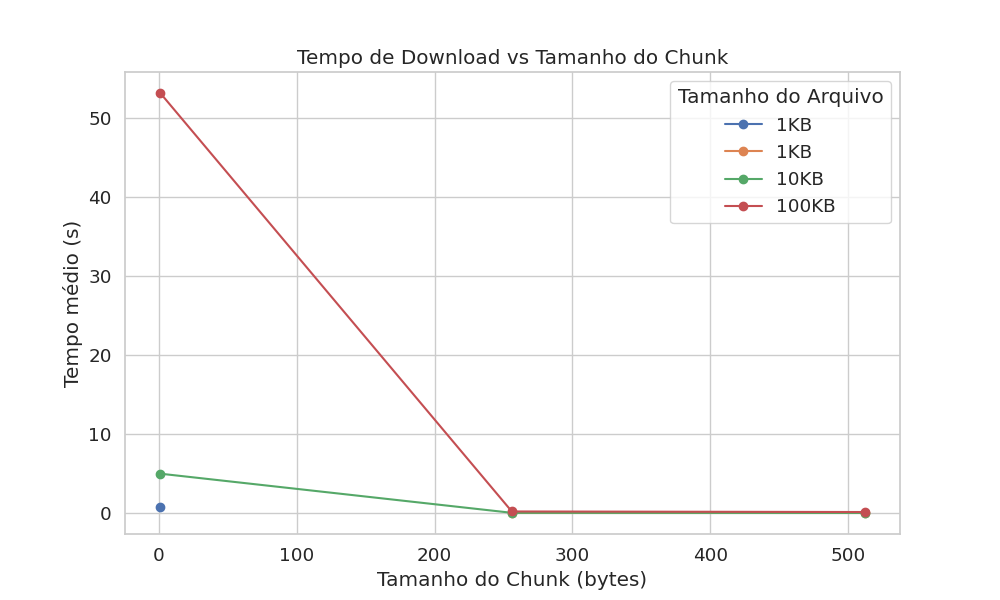 Tempo de Download vs Tamanho do Chunk
Tamanho do Arquivo
1KB
1KB
10KB
100KB
Tempo médio (s)
50
40
30
20
10
0
0 100 200 300 400 500
Tamanho do Chunk (bytes)